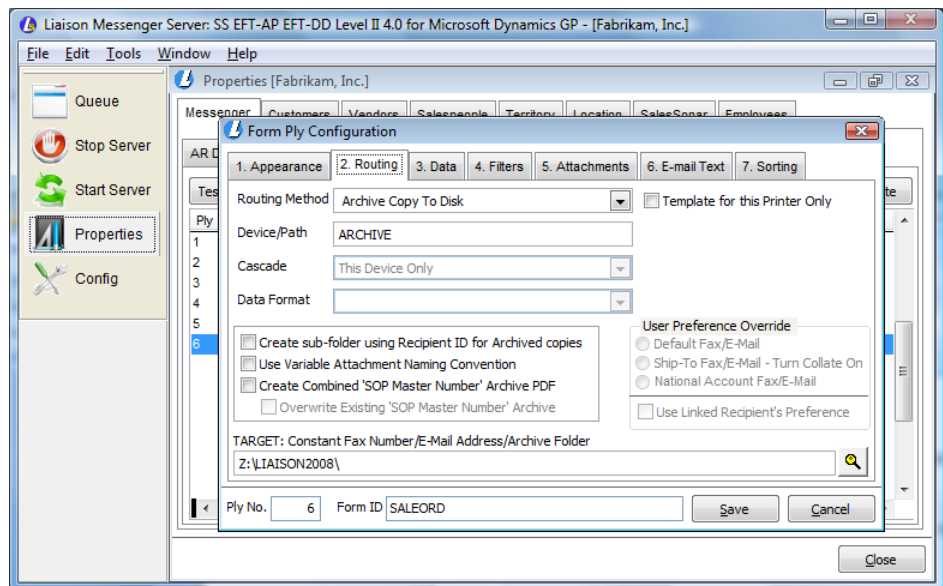 Liaison Messenger Server: SS EFT-AP EFT-DD Level II 4.0 for Microsoft Dynamics GP - [Fabrikam, Inc.]
File Edit Tools Window Help
Queue
Stop Server
Start Server
Properties
Config
Properties [Fabrikam, Inc.]
Messenger Customers Vendors Salespeople Territory Location SalesSonar Employees
AR D
Tes
te
Ply
1
2
3
4
5
6
Form Ply Configuration
1. Appearance 2. Routing 3. Data 4. Filters 5. Attachments 6. E-mail Text 7. Sorting
Routing Method Archive Copy To Disk Template for this Printer Only
Device/Path ARCHIVE
Cascade This Device Only
Data Format
Create sub-folder using Recipient ID for Archived copies
Use Variable Attachment Naming Convention
Create Combined 'SOP Master Number' Archive PDF
Overwrite Existing 'SOP Master Number' Archive
User Preference Override
Default Fax/E-Mail
Ship-To Fax/E-Mail - Turn Collate On
National Account Fax/E-Mail
Use Linked Recipient's Preference
TARGET: Constant Fax Number/E-Mail Address/Archive Folder
Z:\LIAISON2008\
Ply No. 6 Form ID SALEORD Save Cancel
Close